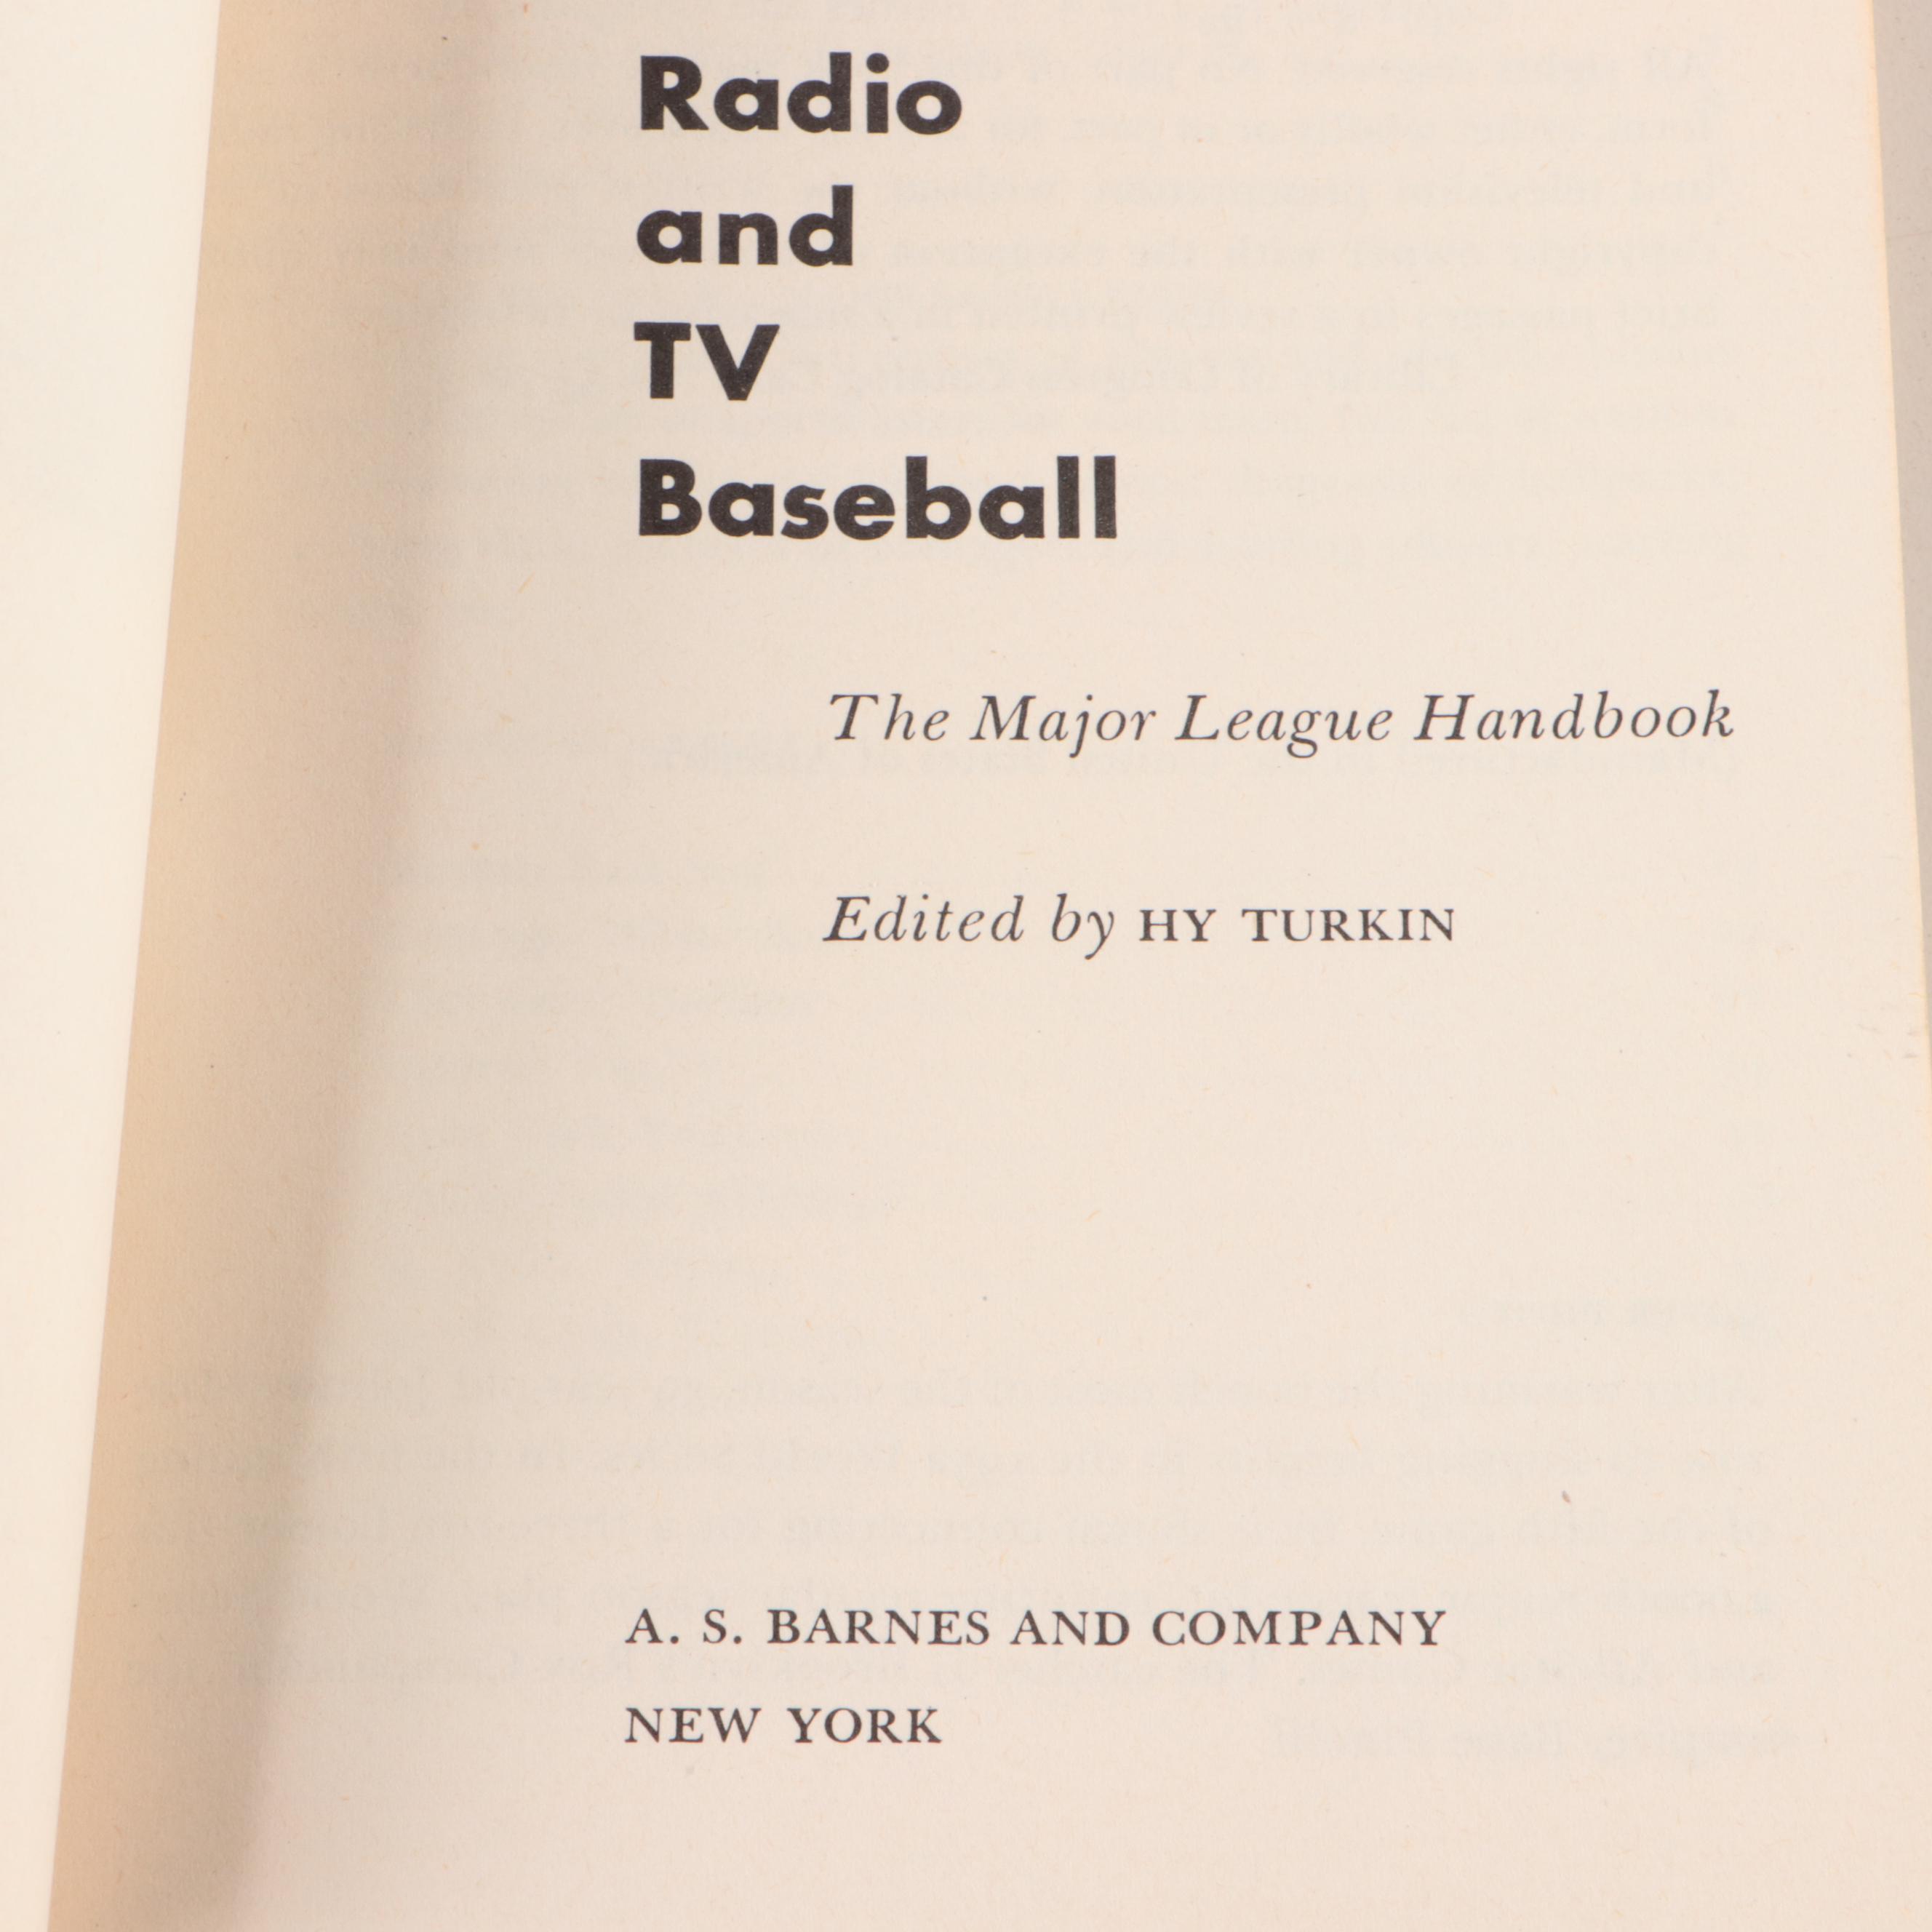 Radio
and
TV
Baseball
The Major League Handbook
Edited by HY TURKIN
A. S. BARNES AND COMPANY
NEW YORK